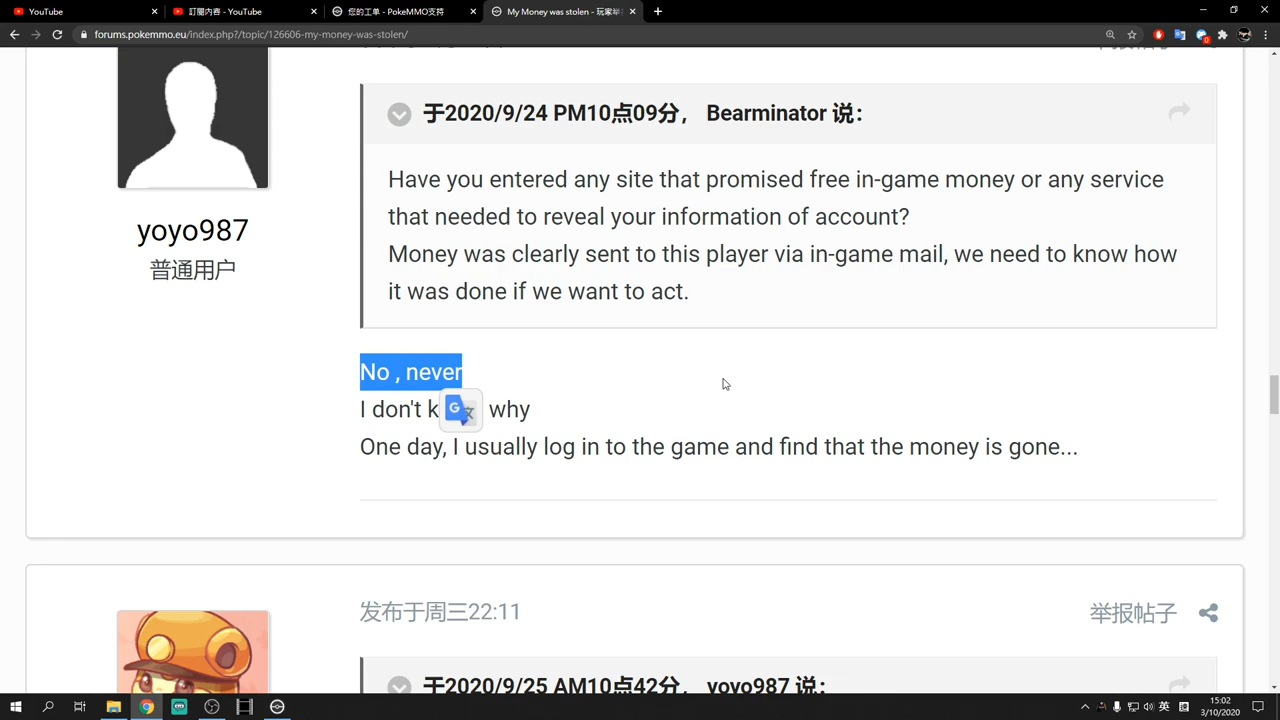 YouTube
訂閱內容 - YouTube
您的工单 - PokeMMO支持
My Money was stolen - 玩家举
forums.pokemmo.eu/index.php?/topic/126606-my-money-was-stolen/
于2020/9/24 PM10点09分， Bearminator 说：
Have you entered any site that promised free in-game money or any service
that needed to reveal your information of account?
Money was clearly sent to this player via in-game mail, we need to know how
it was done if we want to act.
yoyo987
普通用户
No , never
I don't k why
One day, I usually log in to the game and find that the money is gone...
发布于周三22:11
举报帖子
于2020/9/25 AM10点42分， yoyo987 说：
英
15:02
3/10/2020